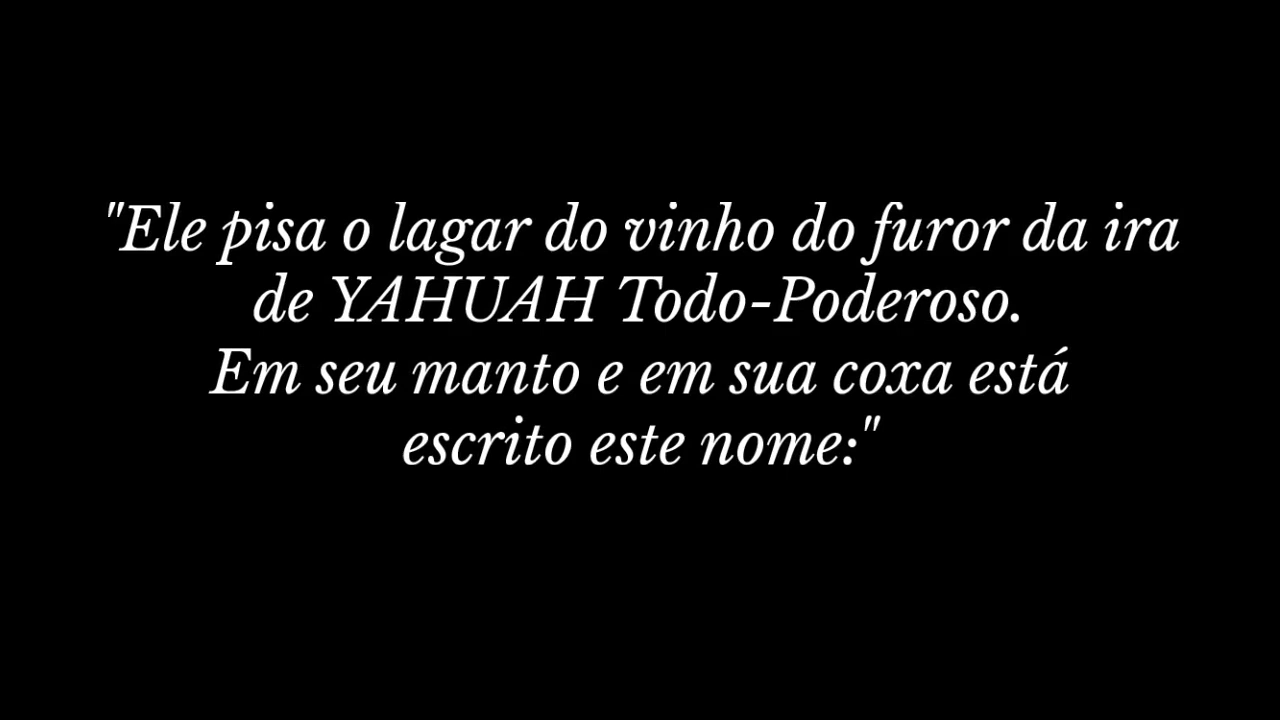 "Ele pisa o lagar do vinho do furor da ira
de YAHUAH Todo-Poderoso.
Em seu manto e em sua coxa está
escrito este nome:"